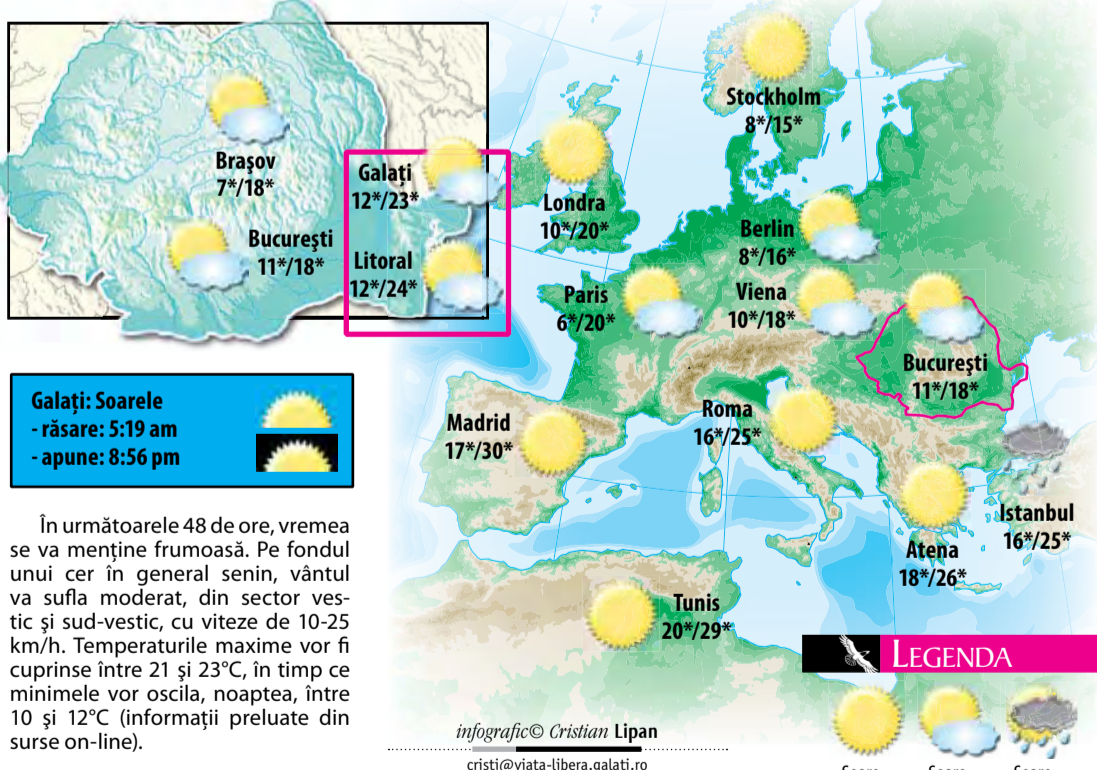 Braşov
7*/18*
Bucureşti
11*/18*
Galaţi
12*/23*
Litoral
12*/24*
Galaţi: Soarele
- răsare: 5:19 am
- apune: 8:56 pm
În următoarele 48 de ore, vremea
se va menţine frumoasă. Pe fondul
unui cer în general senin, vântul
va sufla moderat, din sector ves-
tic şi sud-vestic, cu viteze de 10-25
km/h. Temperaturile maxime vor fi
cuprinse între 21 şi 23°C, în timp ce
minimele vor oscila, noaptea, între
10 şi 12°C (informaţii preluate din
surse on-line).
Stockholm
8*/15*
Londra
10*/20*
Berlin
8*/16*
Paris
6*/20*
Viena
10*/18*
Bucureşti
11*/18*
Madrid
17*/30*
Roma
16*/25*
Istanbul
16*/25*
Atena
18*/26*
Tunis
20*/29*
LEGENDA
infografic© Cristian Lipan
cristi@viata-libera.galati.ro